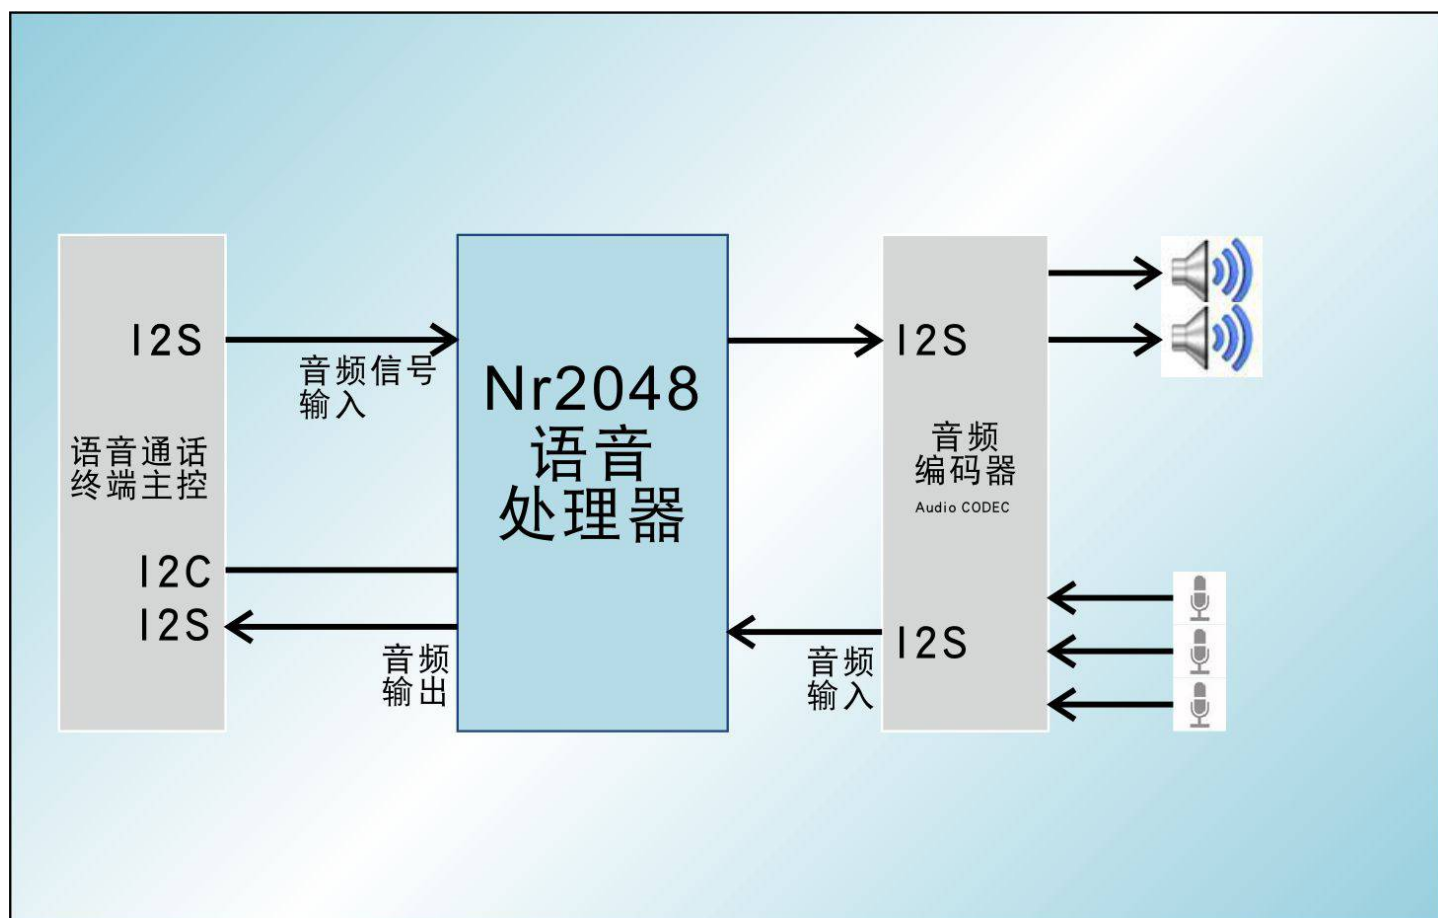 I2S
音频信号
输入
语音通话
终端主控
I2C
I2S
音频
输出
Nr2048
语音
处理器
I2S
音频
编码器
Audio CODEC
I2S
音频
输入